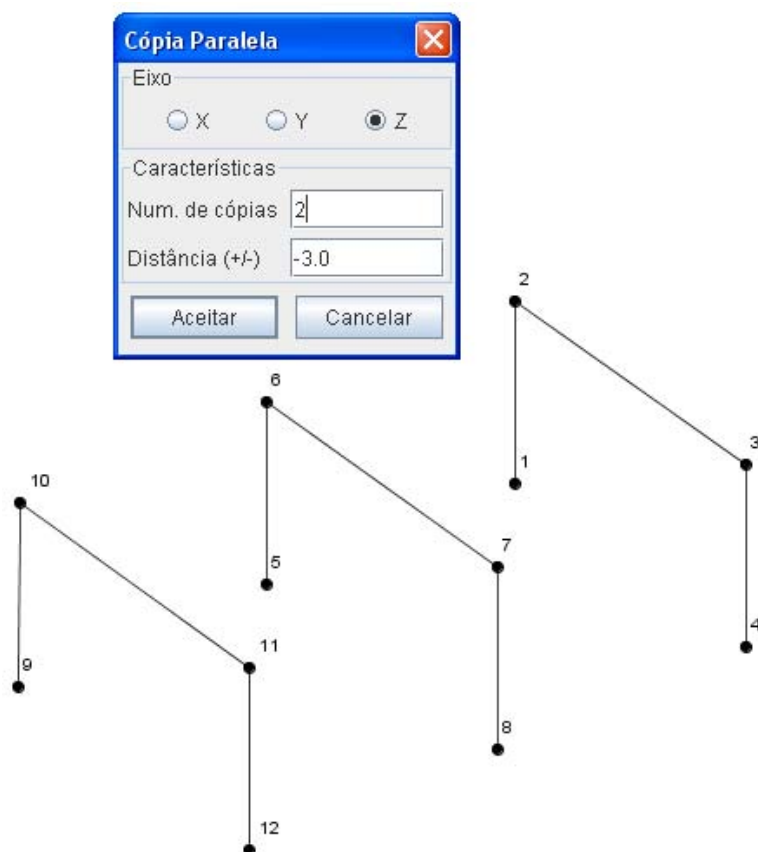 Cópia Paralela
Eixo
X Y Z
Características
Num. de cópias 2
Distância (+/-) -3.0
Aceitar Cancelar
2
6
3
10
1
7
5
11
4
9
8
12